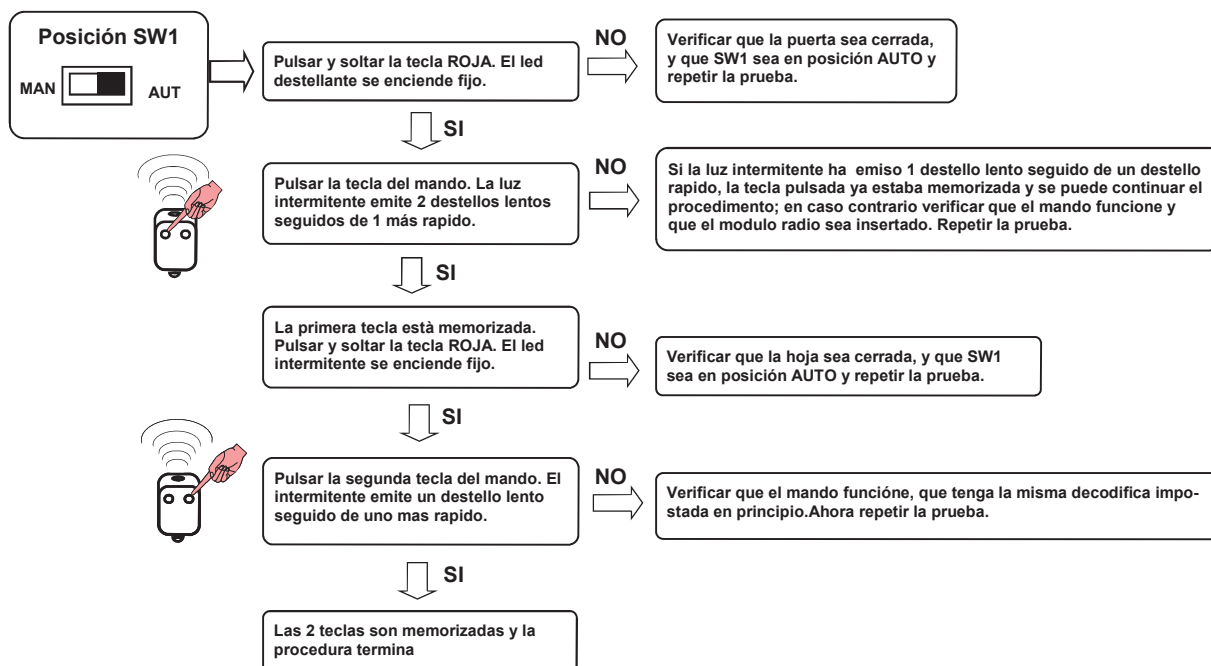 Posición SW1
MAN
AUT
Pulsar y soltar la tecla ROJA. El led
destellante se enciende fijo.
NO
Verificar que la puerta sea cerrada,
y que SW1 sea en posición AUTO y
repetir la prueba.
SI
Pulsar la tecla del mando. La luz
intermitente emite 2 destellos lentos
seguidos de 1 más rapido.
NO
Si la luz intermitente ha emiso 1 destello lento seguido de un destello
rapido, la tecla pulsada ya estaba memorizada y se puede continuar el
procedimento; en caso contrario verificar que el mando funcione y
que el modulo radio sea insertado. Repetir la prueba.
SI
La primera tecla està memorizada.
Pulsar y soltar la tecla ROJA. El led
intermitente se enciende fijo.
NO
Verificar que la hoja sea cerrada, y que SW1
sea en posición AUTO y repetir la prueba.
SI
Pulsar la segunda tecla del mando. El
intermitente emite un destello lento
seguido de uno mas rapido.
NO
Verificar que el mando funcióne, que tenga la misma decodifica impo-
stada en principio.Ahora repetir la prueba.
SI
Las 2 teclas son memorizadas y la
procedura termina